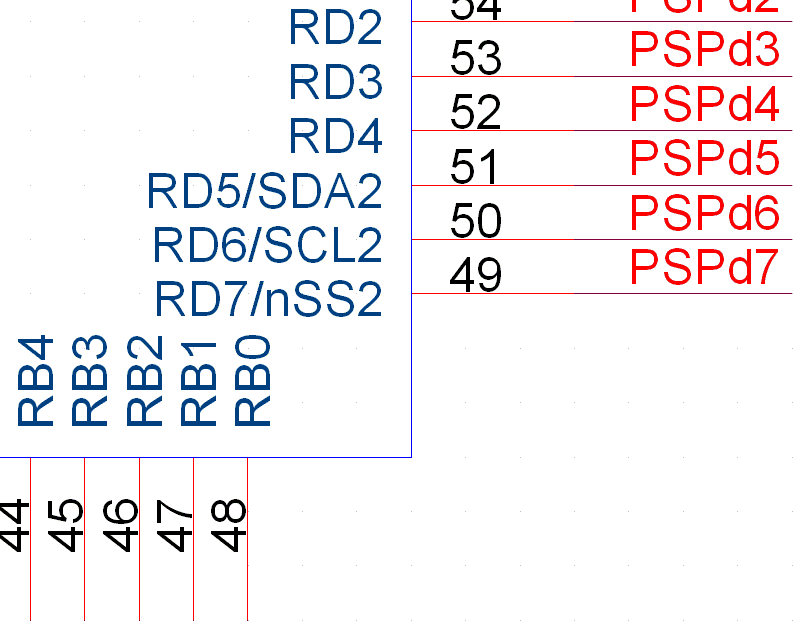 54 PSPd2
RD2
53 PSPd3
RD3
52 PSPd4
RD4
51 PSPd5
RD5/SDA2
50 PSPd6
RD6/SCL2
49 PSPd7
RD7/nSS2
RB4
RB3
RB2
RB1
RB0
44
45
46
47
48